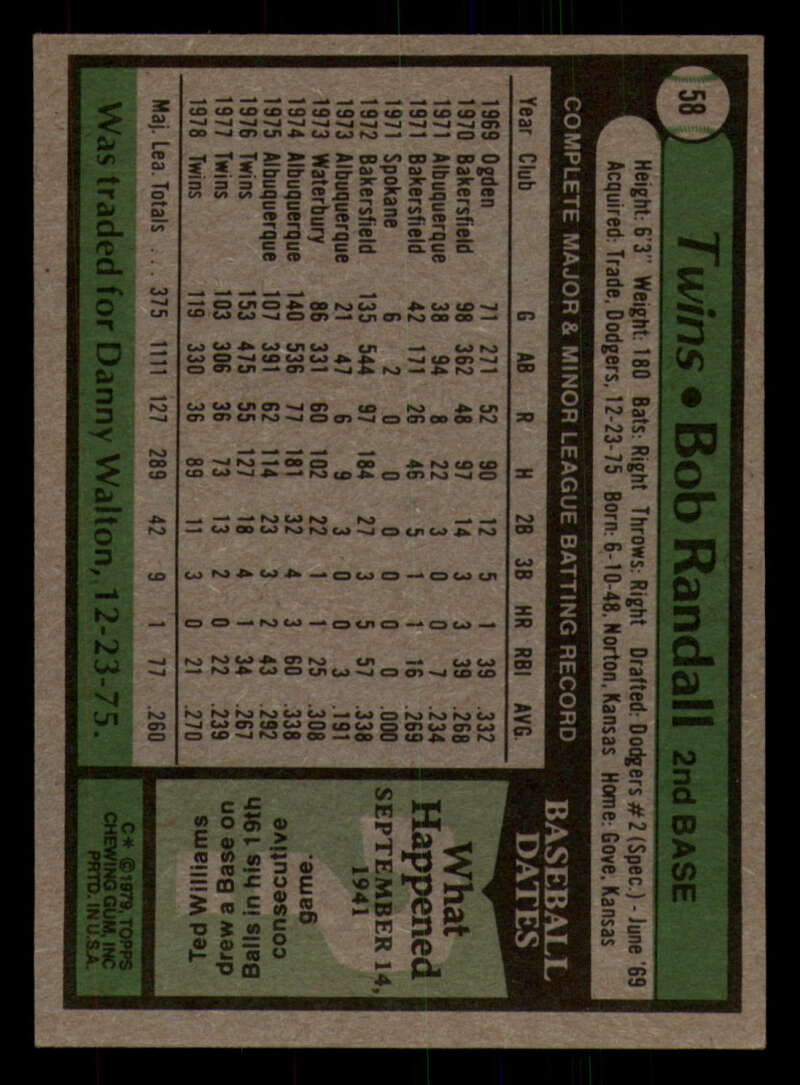 58
Twins • Bob Randall 2nd BASE
Height: 6'3" Weight: 180 Bats: Right Throws: Right Drafted: Dodgers #2 (Spec.) - June '69
Acquired: Trade, Dodgers, 12-23-75 Born: 6-10-48, Norton, Kansas Home: Gove, Kansas
COMPLETE MAJOR & MINOR LEAGUE BATTING RECORD
Year Club G AB R H 2B 3B HR RBI AVG.
1969 Ogden 71 271 52 90 12 5 1 39 .332
1970 Bakersfield 98 362 48 97 14 3 3 39 .268
1971 Albuquerque 38 94 8 22 3 0 0 7 .234
1971 Bakersfield 42 171 26 46 5 1 1 16 .269
1971 Spokane 6 2 0 0 0 0 0 0 .000
1972 Bakersfield 135 544 97 184 27 3 5 57 .338
1973 Albuquerque 21 47 6 9 3 0 0 3 .191
1973 Waterbury 86 331 60 102 22 1 1 25 .308
1974 Albuquerque 140 536 77 181 32 4 3 60 .338
1975 Albuquerque 107 391 62 114 23 3 2 43 .292
1976 Twins 153 475 55 127 18 4 1 34 .267
1977 Twins 103 306 36 73 13 2 0 22 .239
1978 Twins 119 330 36 89 11 3 0 21 .270
Maj. Lea. Totals . . . 375 1111 127 289 42 9 1 77 .260
BASEBALL
DATES
What
Happened
SEPTEMBER 14,
1941
Ted Williams
drew a Base on
Balls in his 19th
consecutive
game.
Was traded for Danny Walton, 12-23-75.
C* ©1979, TOPPS
CHEWING GUM, INC
PRTD. IN U.S.A.